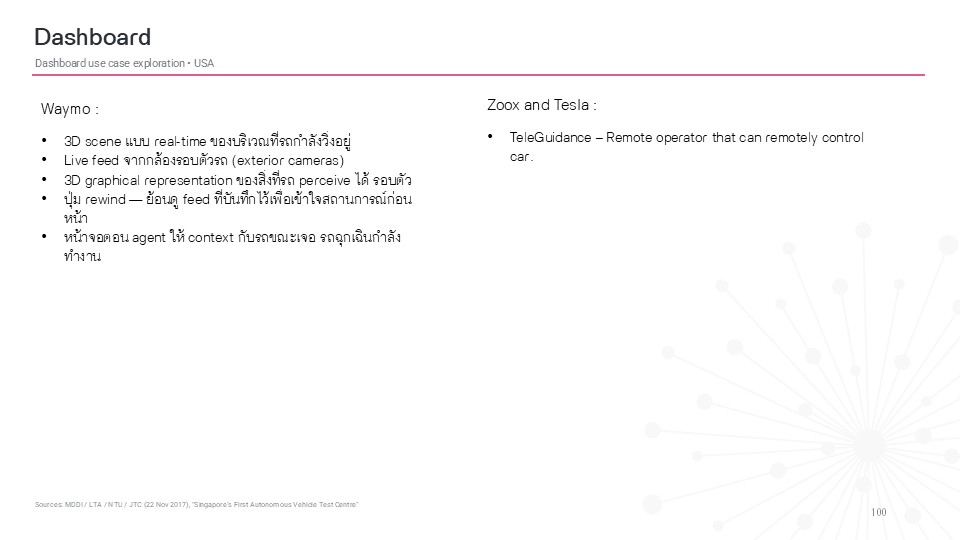 Dashboard
Dashboard use case exploration • USA
Waymo :
• 3D scene แบบ real-time ของบริเวณที่รถกำลังวิ่งอยู่
• Live feed จากกล้องรอบตัวรถ (exterior cameras)
• 3D graphical representation ของสิ่งที่รถ perceive ได้ รอบตัว
• ปุ่ม rewind — ย้อนดู feed ที่บันทึกไว้เพื่อเข้าใจสถานการณ์ก่อน
หน้า
• หน้าจอตอน agent ให้ context กับรถขณะเจอ รถฉุกเฉินกำลัง
ทำงาน
Zoox and Tesla :
• TeleGuidance – Remote operator that can remotely control
car.
Sources: MDDI / LTA / NTU / JTC (22 Nov 2017), "Singapore's First Autonomous Vehicle Test Centre"
100